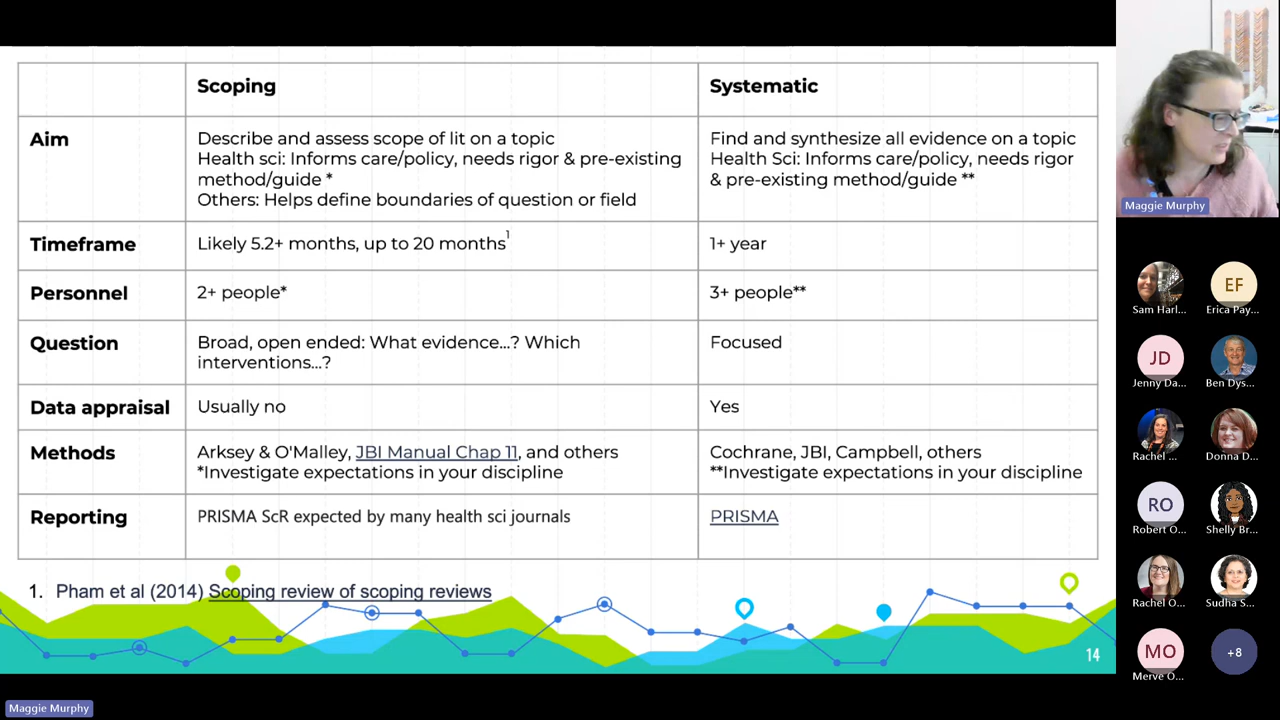 Scoping
Systematic
Aim
Describe and assess scope of lit on a topic
Health sci: Informs care/policy, needs rigor & pre-existing
method/guide *
Others: Helps define boundaries of question or field
Find and synthesize all evidence on a topic
Health Sci: Informs care/policy, needs rigor
& pre-existing method/guide **
Timeframe
Likely 5.2+ months, up to 20 months1
1+ year
Personnel
2+ people*
3+ people**
Question
Broad, open ended: What evidence...? Which
interventions...?
Focused
Data appraisal
Usually no
Yes
Methods
Arksey & O'Malley, JBI Manual Chap 11, and others
*Investigate expectations in your discipline
Cochrane, JBI, Campbell, others
**Investigate expectations in your discipline
Reporting
PRISMA ScR expected by many health sci journals
PRISMA
1. Pham et al (2014) Scoping review of scoping reviews
14
Maggie Murphy
Sam Harl...
EF
Erica Pay...
JD
Jenny Da...
Ben Dys...
Rachel ...
Donna D...
RO
Robert O...
Shelly Br...
Rachel O...
Sudha S...
MO
Merve O...
+8
Maggie Murphy